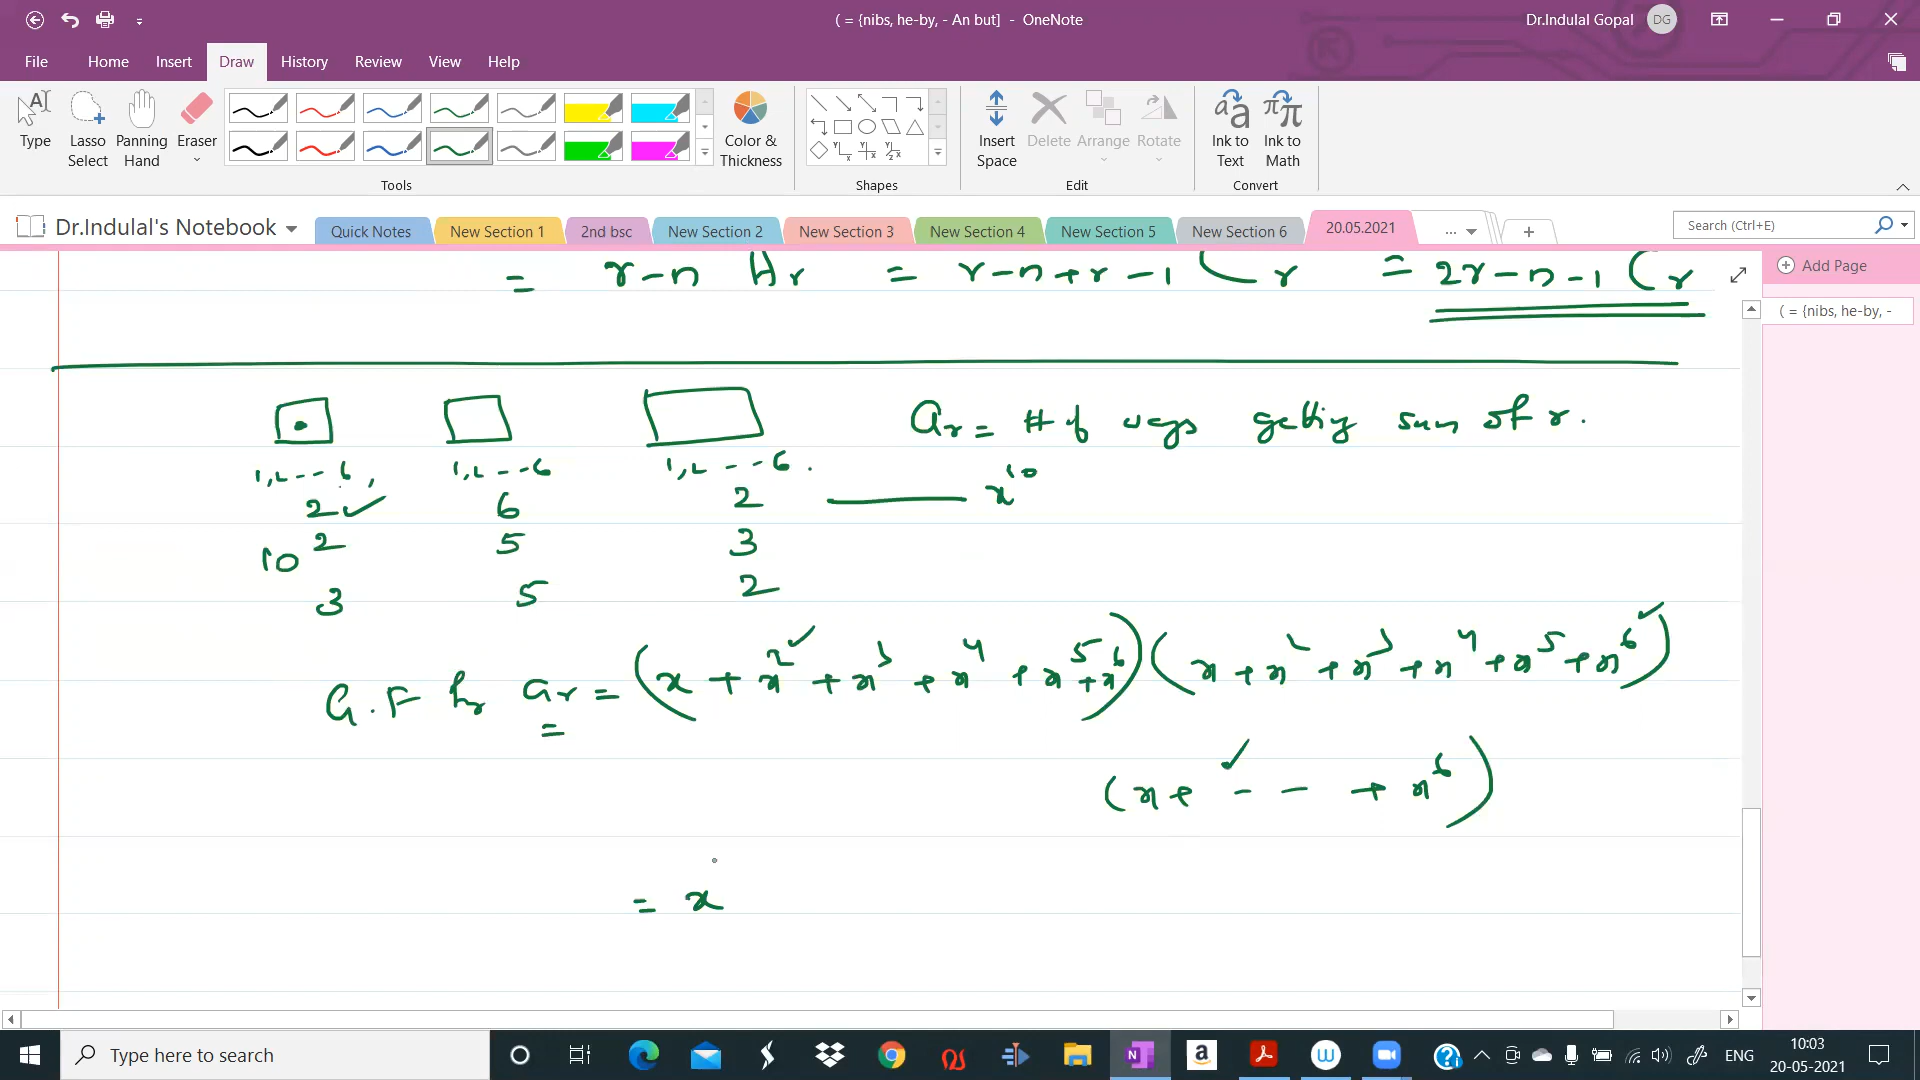 ( = {nibs, he-by, - An but] - OneNote
Dr.Indulal Gopal DG
File Home Insert Draw History Review View Help
Type
Lasso Select
Panning Hand
Eraser
Color & Thickness
Insert Space
Delete
Arrange
Rotate
Ink to Text
Ink to Math
Tools
Shapes
Edit
Convert
Dr.Indulal's Notebook
Quick Notes New Section 1 2nd bsc New Section 2 New Section 3 New Section 4 New Section 5 New Section 6 20.05.2021 ...
Search (Ctrl+E)
Add Page
( = {nibs, he-by, -
= r-n Hr = r-n+r-1 Cr = 2r-n-1 Cr
ar = # of ways getting sum of r.
1,2 --- 6, 1,2 --- 6 1,2 --- 6.
2 6 2 x^10
2 5 3
10
3 5 2
G.F for ar = (x + x^2 + x^3 + x^4 + x^5 + x^6) (x + x^2 + x^3 + x^4 + x^5 + x^6)
(x + - - + x^6)
= x
Type here to search
ENG
10:03
20-05-2021